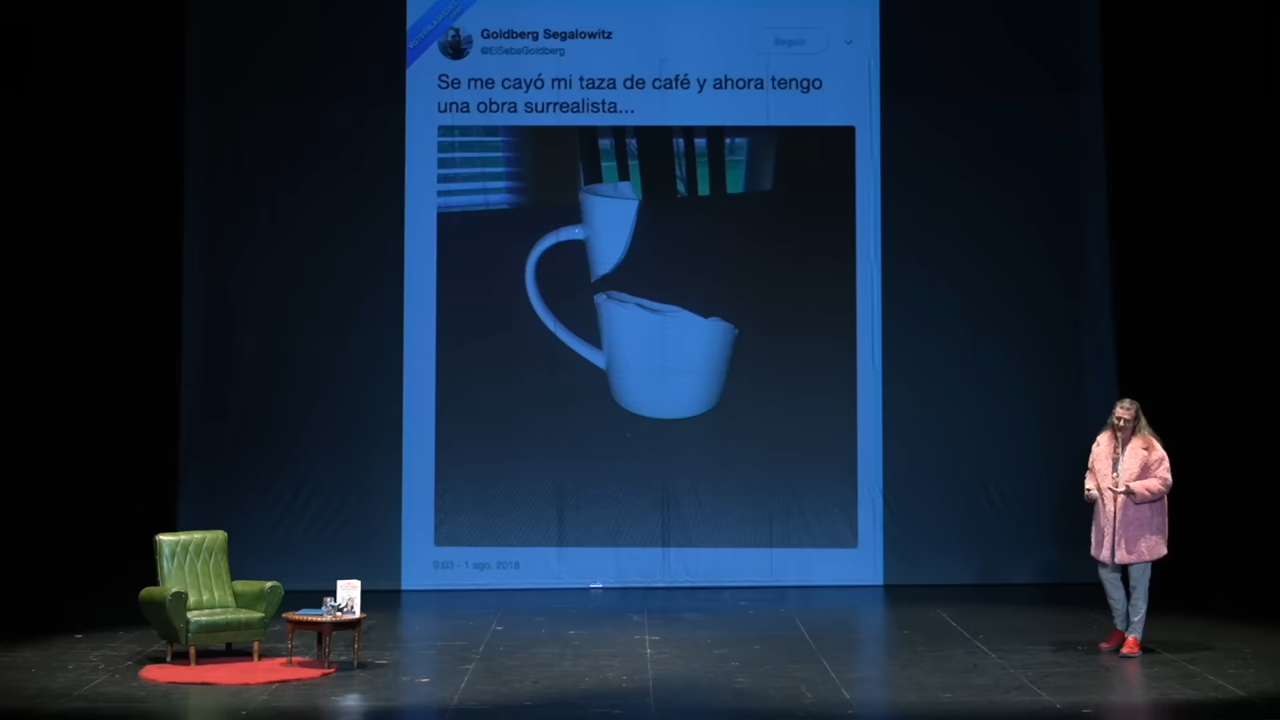 Goldberg Segalowitz
@ElSebaGoldberg
Seguir
Se me cayó mi taza de café y ahora tengo
una obra surrealista...
9:03 - 1 ago. 2018